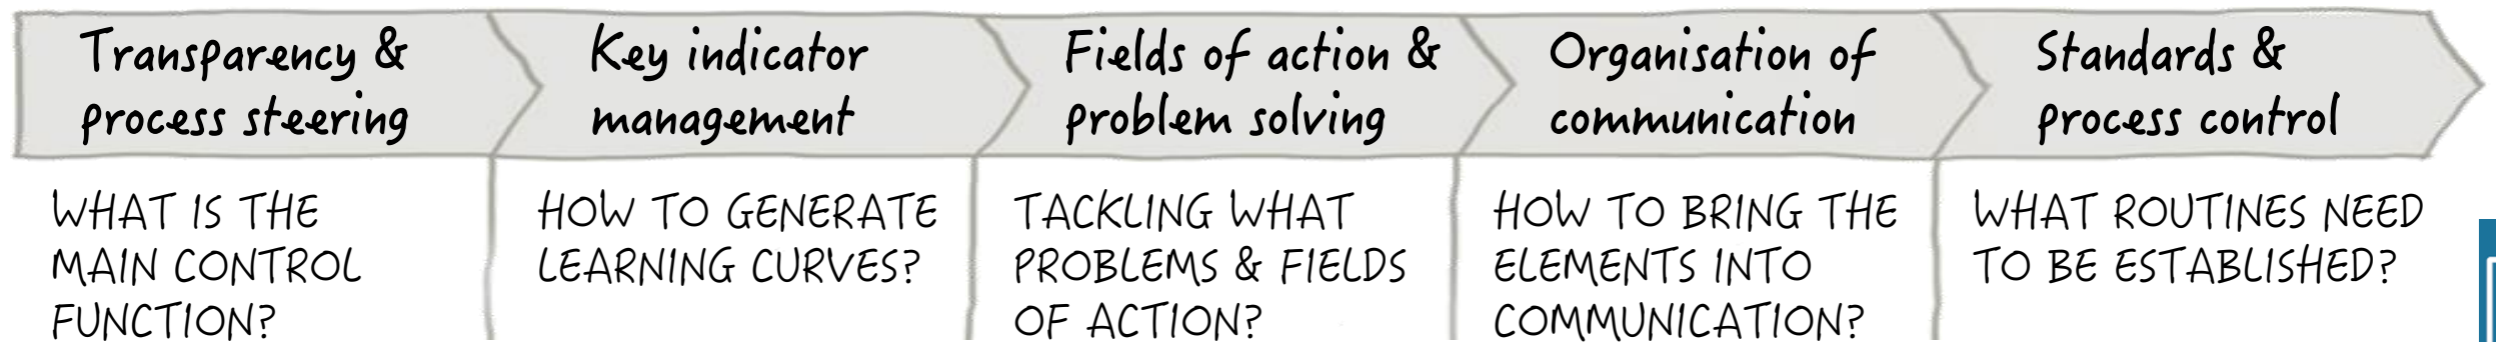 Transparency &
process steering
Key indicator
management
Fields of action &
problem solving
Organisation of
communication
Standards &
process control
WHAT IS THE
MAIN CONTROL
FUNCTION?
HOW TO GENERATE
LEARNING CURVES?
TACKLING WHAT
PROBLEMS & FIELDS
OF ACTION?
HOW TO BRING THE
ELEMENTS INTO
COMMUNICATION?
WHAT ROUTINES NEED
TO BE ESTABLISHED?